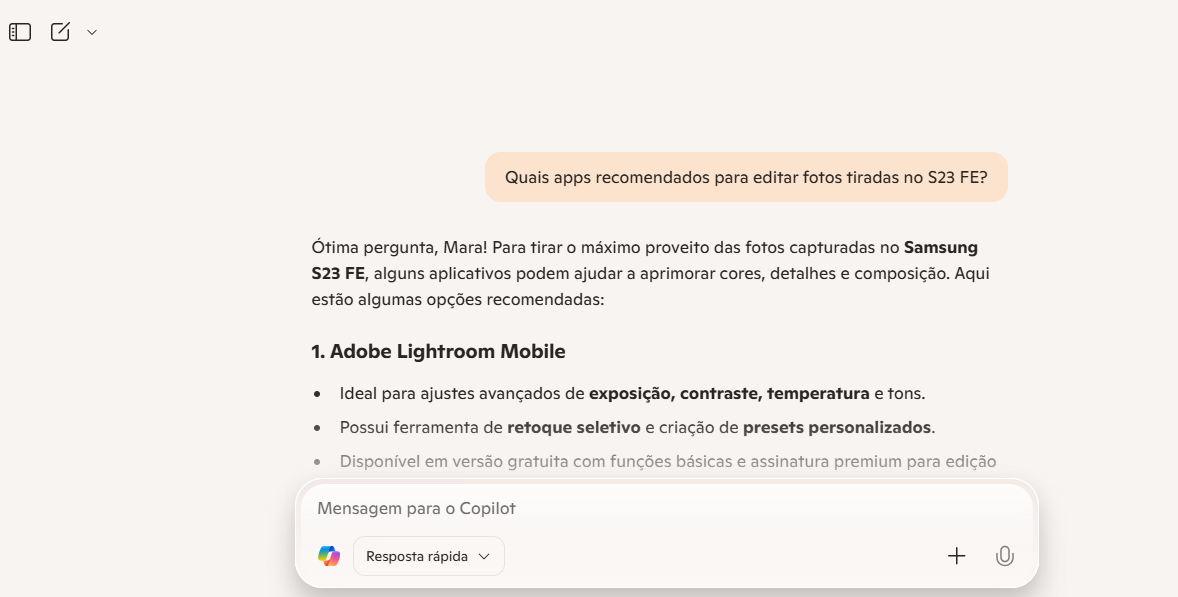 Quais apps recomendados para editar fotos tiradas no S23 FE?
Ótima pergunta, Mara! Para tirar o máximo proveito das fotos capturadas no Samsung
S23 FE, alguns aplicativos podem ajudar a aprimorar cores, detalhes e composição. Aqui
estão algumas opções recomendadas:
1. Adobe Lightroom Mobile
• Ideal para ajustes avançados de exposição, contraste, temperatura e tons.
• Possui ferramenta de retoque seletivo e criação de presets personalizados.
• Disponível em versão gratuita com funções básicas e assinatura premium para edição
Mensagem para o Copilot
Resposta rápida